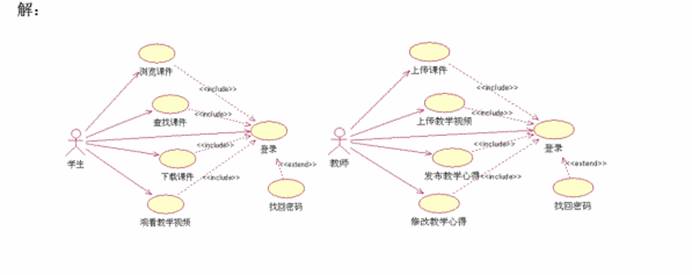 解：
浏览课件
<<include>>
查找课件
<<include>>
登录
学生
<<include>>
下载课件
<<include>>
<<extend>>
观看教学视频
找回密码
上传课件
<<include>>
上传教学视频
<<include>>
登录
教师
<<include>>
发布教学心得
<<include>>
<<extend>>
修改教学心得
找回密码